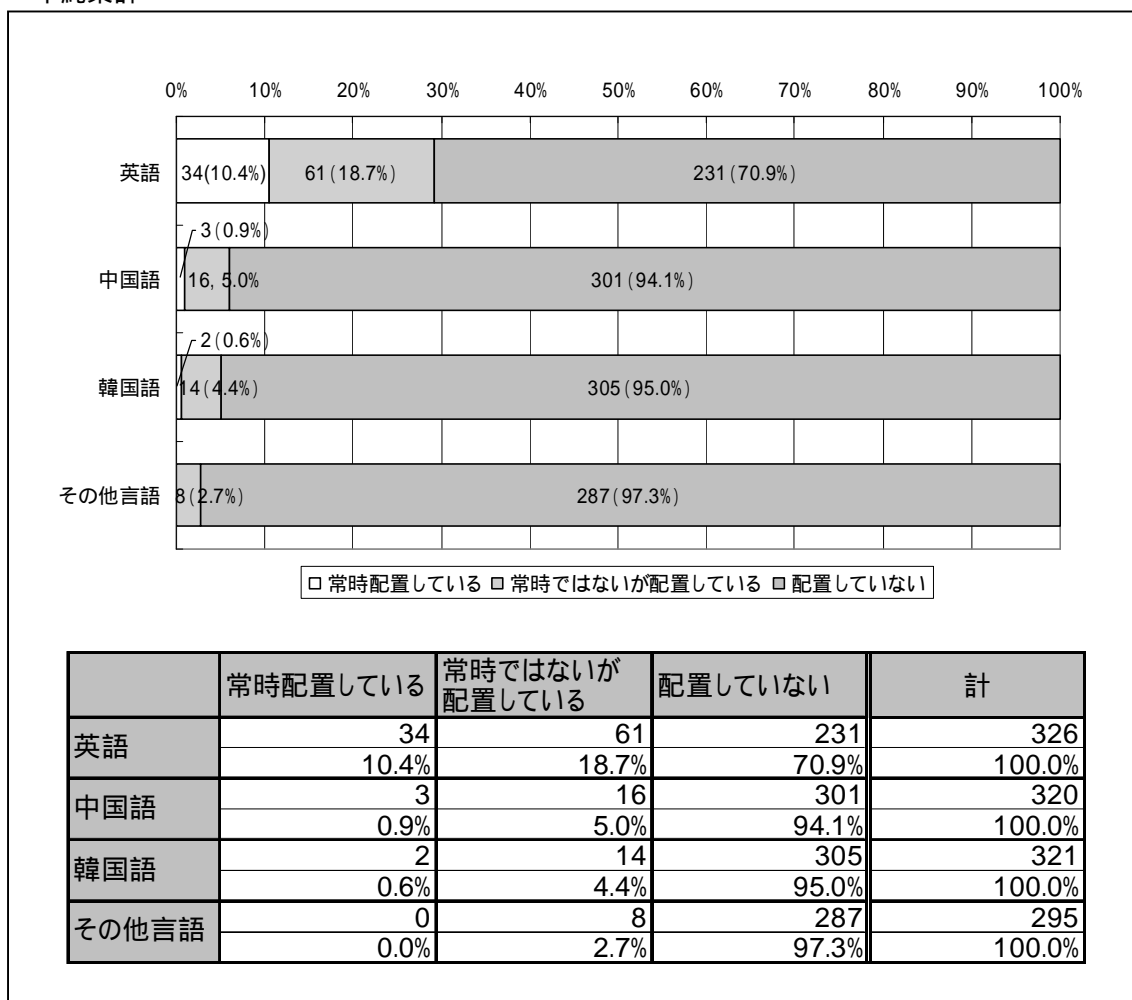 0% 10% 20% 30% 40% 50% 60% 70% 80% 90% 100%
英語 34(10.4%) 61(18.7%) 231(70.9%)
3(0.9%)
中国語 16, 5.0% 301(94.1%)
2(0.6%)
韓国語 14(4.4%) 305(95.0%)
その他言語 8(2.7%) 287(97.3%)
常時配置している 常時ではないが配置している 配置していない
常時配置している 常時ではないが 配置していない 計
配置している
英語 34 61 231 326
10.4% 18.7% 70.9% 100.0%
中国語 3 16 301 320
0.9% 5.0% 94.1% 100.0%
韓国語 2 14 305 321
0.6% 4.4% 95.0% 100.0%
その他言語 0 8 287 295
0.0% 2.7% 97.3% 100.0%